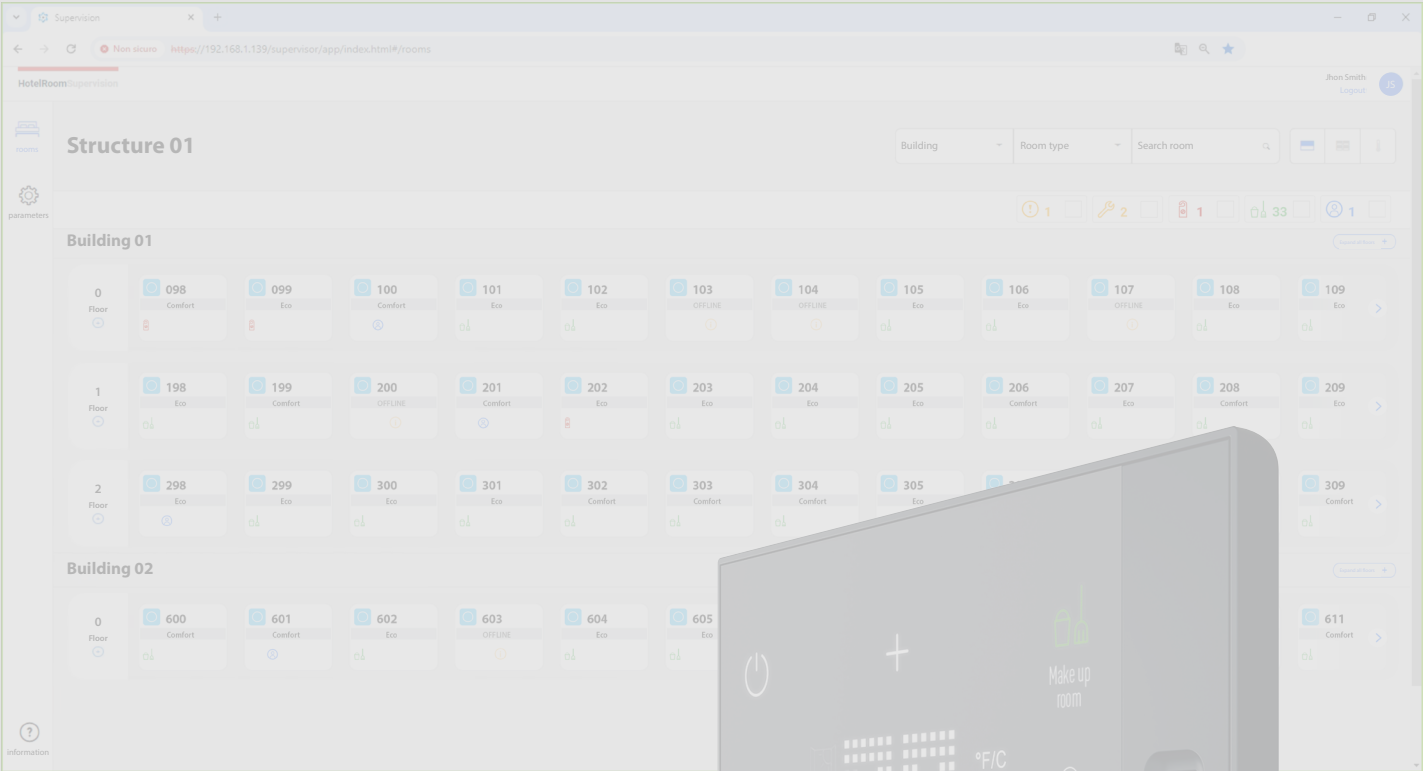 Supervision
Non sicuro https://192.168.1.139/supervisor/app/index.html#/rooms
HotelRoomSupervision
Jhon Smith
Logout
JS
rooms
Structure 01
Building
Room type
Search room
parameters
1 2 1 33 1
Building 01
0 Floor
098 099 100 101 102 103 104 105 106 107 108 109
Comfort Eco Comfort Eco Eco OFFLINE OFFLINE Eco Eco OFFLINE Eco Eco
1 Floor
198 199 200 201 202 203 204 205 206 207 208 209
Eco Comfort OFFLINE Comfort Eco Eco Eco Eco Comfort Eco Comfort Eco
2 Floor
298 299 300 301 302 303 304 305 309
Eco Eco Eco Eco Comfort Comfort Comfort Eco Comfort
Building 02
0 Floor
600 601 602 603 604 605 611
Comfort Comfort Eco OFFLINE Eco Eco Comfort
Make up
room
°F/C
information